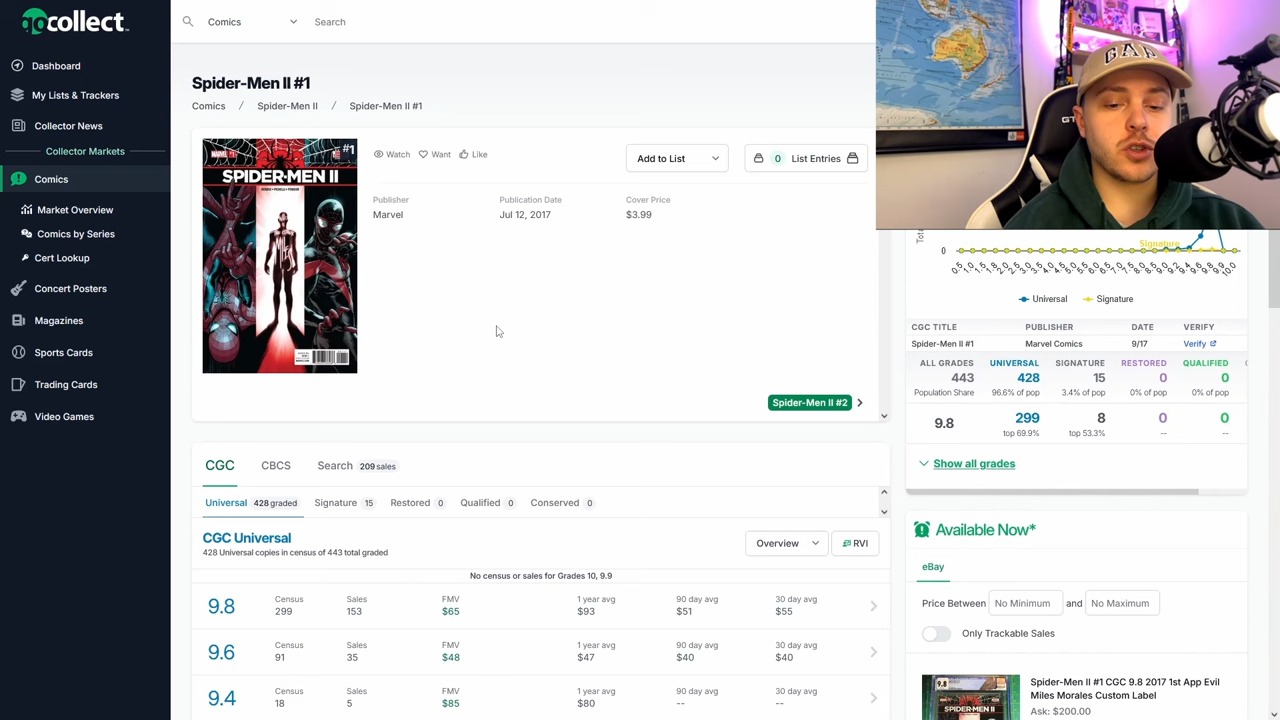 gocollect
Dashboard
My Lists & Trackers
Collector News
Collector Markets
Comics
Market Overview
Comics by Series
Cert Lookup
Concert Posters
Magazines
Sports Cards
Trading Cards
Video Games
Comics
Search
Spider-Men II #1
Comics / Spider-Men II / Spider-Men II #1
MARVEL
#1
SPIDER-MEN II
Watch Want Like
Add to List
0 List Entries
Publisher
Marvel
Publication Date
Jul 12, 2017
Cover Price
$3.99
Spider-Men II #2
CGC CBCS Search 209 sales
Universal 428 graded Signature 15 Restored 0 Qualified 0 Conserved 0
CGC Universal
428 Universal copies in census of 443 total graded
Overview
RVI
No census or sales for Grades 10, 9.9
9.8
Census Sales FMV 1 year avg 90 day avg 30 day avg
299 153 $65 $93 $51 $55
9.6
Census Sales FMV 1 year avg 90 day avg 30 day avg
91 35 $48 $47 $40 $40
9.4
Census Sales FMV 1 year avg 90 day avg 30 day avg
18 5 $85 $80 -- --
GAP
GT
Signature
0
Universal Signature
CGC TITLE PUBLISHER DATE VERIFY
Spider-Men II #1 Marvel Comics 9/17 Verify
ALL GRADES UNIVERSAL SIGNATURE RESTORED QUALIFIED
443 428 15 0 0
Population Share 96.6% of pop 3.4% of pop 0% of pop 0% of pop
9.8 299 8 0 0
top 69.9% top 53.3% -- --
Show all grades
Available Now*
eBay
Price Between No Minimum and No Maximum
Only Trackable Sales
9.8
SPIDER-MEN II
Spider-Men II #1 CGC 9.8 2017 1st App Evil
Miles Morales Custom Label
Ask: $200.00